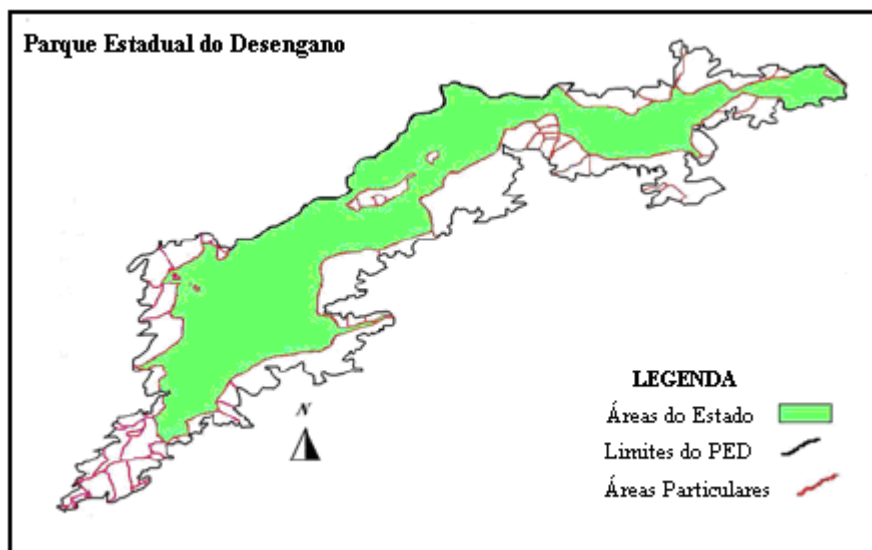 Parque Estadual do Desengano
N
LEGENDA
Áreas do Estado
Limites do PED
Áreas Particulares